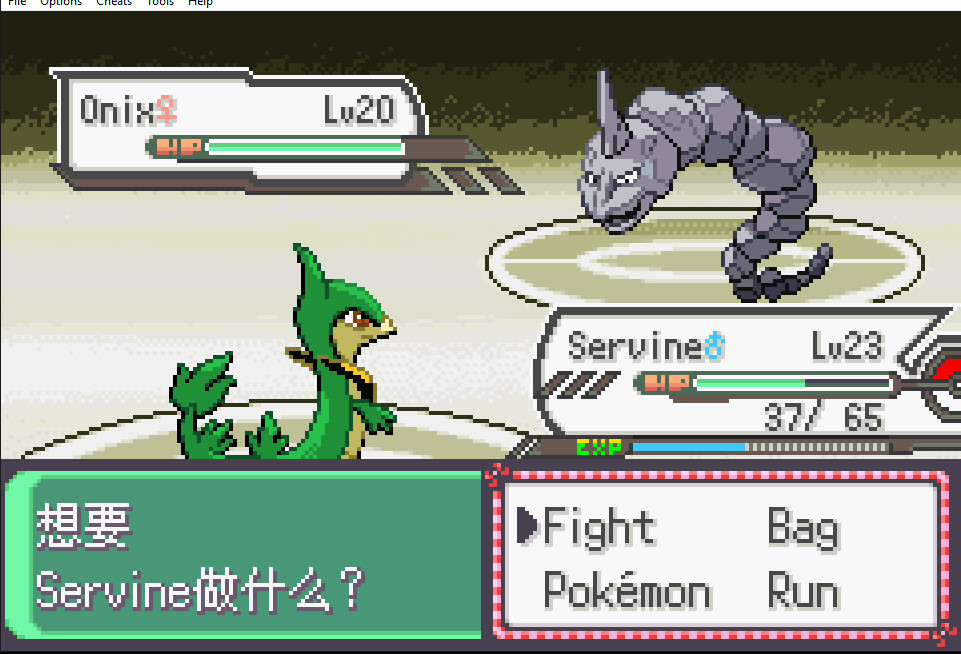 File Options Cheats Tools Help
Onix♀ Lv20
HP
Servine♂ Lv23
HP
37/ 65
EXP
想要
Servine做什么？
Fight Bag
Pokémon Run